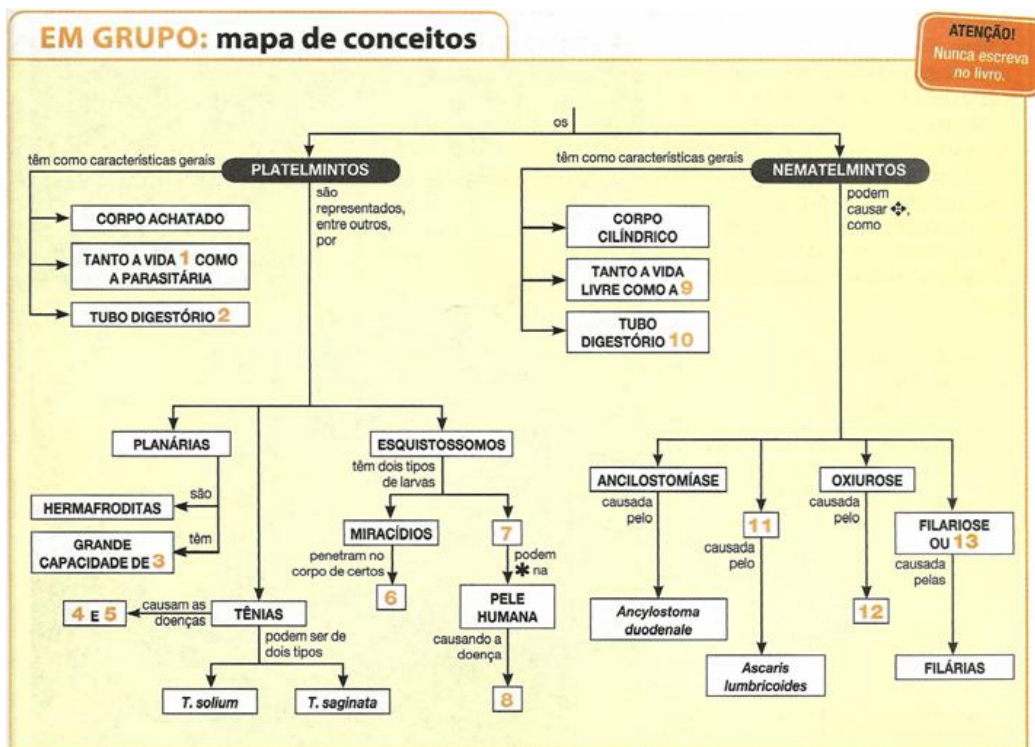 EM GRUPO: mapa de conceitos
ATENÇÃO!
Nunca escreva
no livro.
os
têm como características gerais
PLATELMINTOS
têm como características gerais
NEMATELMINTOS
são
representados,
entre outros,
por
podem
causar ✥,
como
CORPO ACHATADO
TANTO A VIDA 1 COMO
A PARASITÁRIA
TUBO DIGESTÓRIO 2
CORPO
CILÍNDRICO
TANTO A VIDA
LIVRE COMO A 9
TUBO
DIGESTÓRIO 10
PLANÁRIAS
são
HERMAFRODITAS
têm
GRANDE
CAPACIDADE DE 3
4 E 5
causam as
doenças
TÊNIAS
podem ser de
dois tipos
T. solium
T. saginata
ESQUISTOSSOMOS
têm dois tipos
de larvas
MIRACÍDIOS
penetram no
corpo de certos
6
7
podem
✱ na
PELE
HUMANA
causando a
doença
8
ANCILOSTOMÍASE
causada
pelo
Ancylostoma
duodenale
11
causada
pelo
Ascaris
lumbricoides
OXIUROSE
causada
pelo
12
FILARIOSE
OU 13
causada
pelas
FILÁRIAS